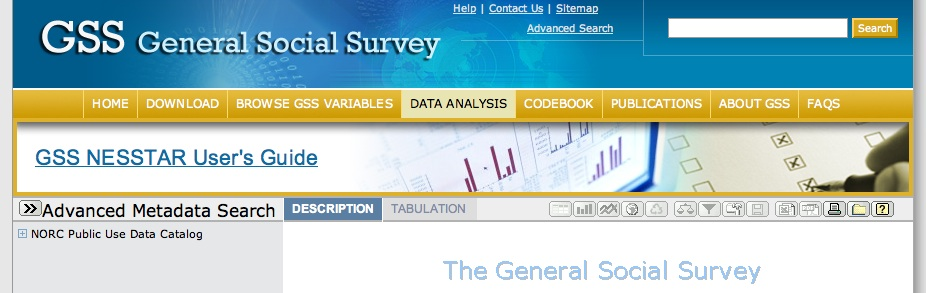 Help | Contact Us | Sitemap
GSS General Social Survey
Advanced Search
Search
HOME DOWNLOAD BROWSE GSS VARIABLES DATA ANALYSIS CODEBOOK PUBLICATIONS ABOUT GSS FAQS
GSS NESSTAR User's Guide
Advanced Metadata Search DESCRIPTION TABULATION
NORC Public Use Data Catalog
The General Social Survey